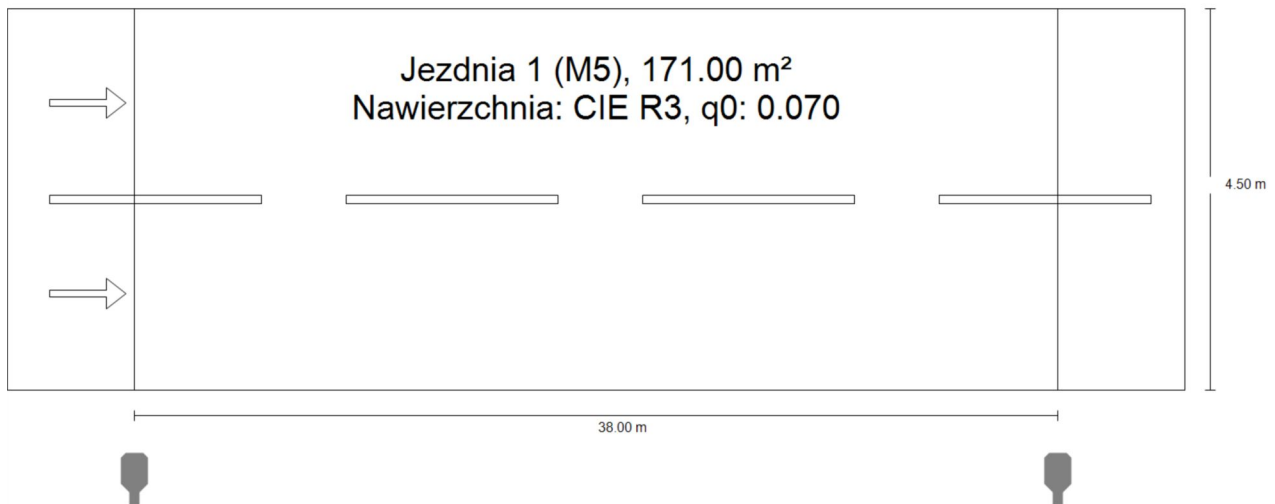 Jezdnia 1 (M5), 171.00 m²
Nawierzchnia: CIE R3, q0: 0.070
4.50 m
38.00 m